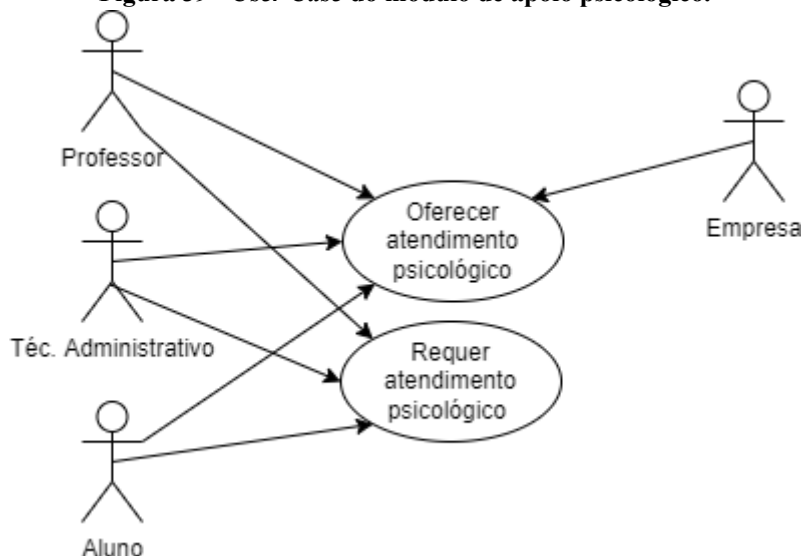 Professor
Téc. Administrativo
Aluno
Oferecer
atendimento
psicológico
Requer
atendimento
psicológico
Empresa